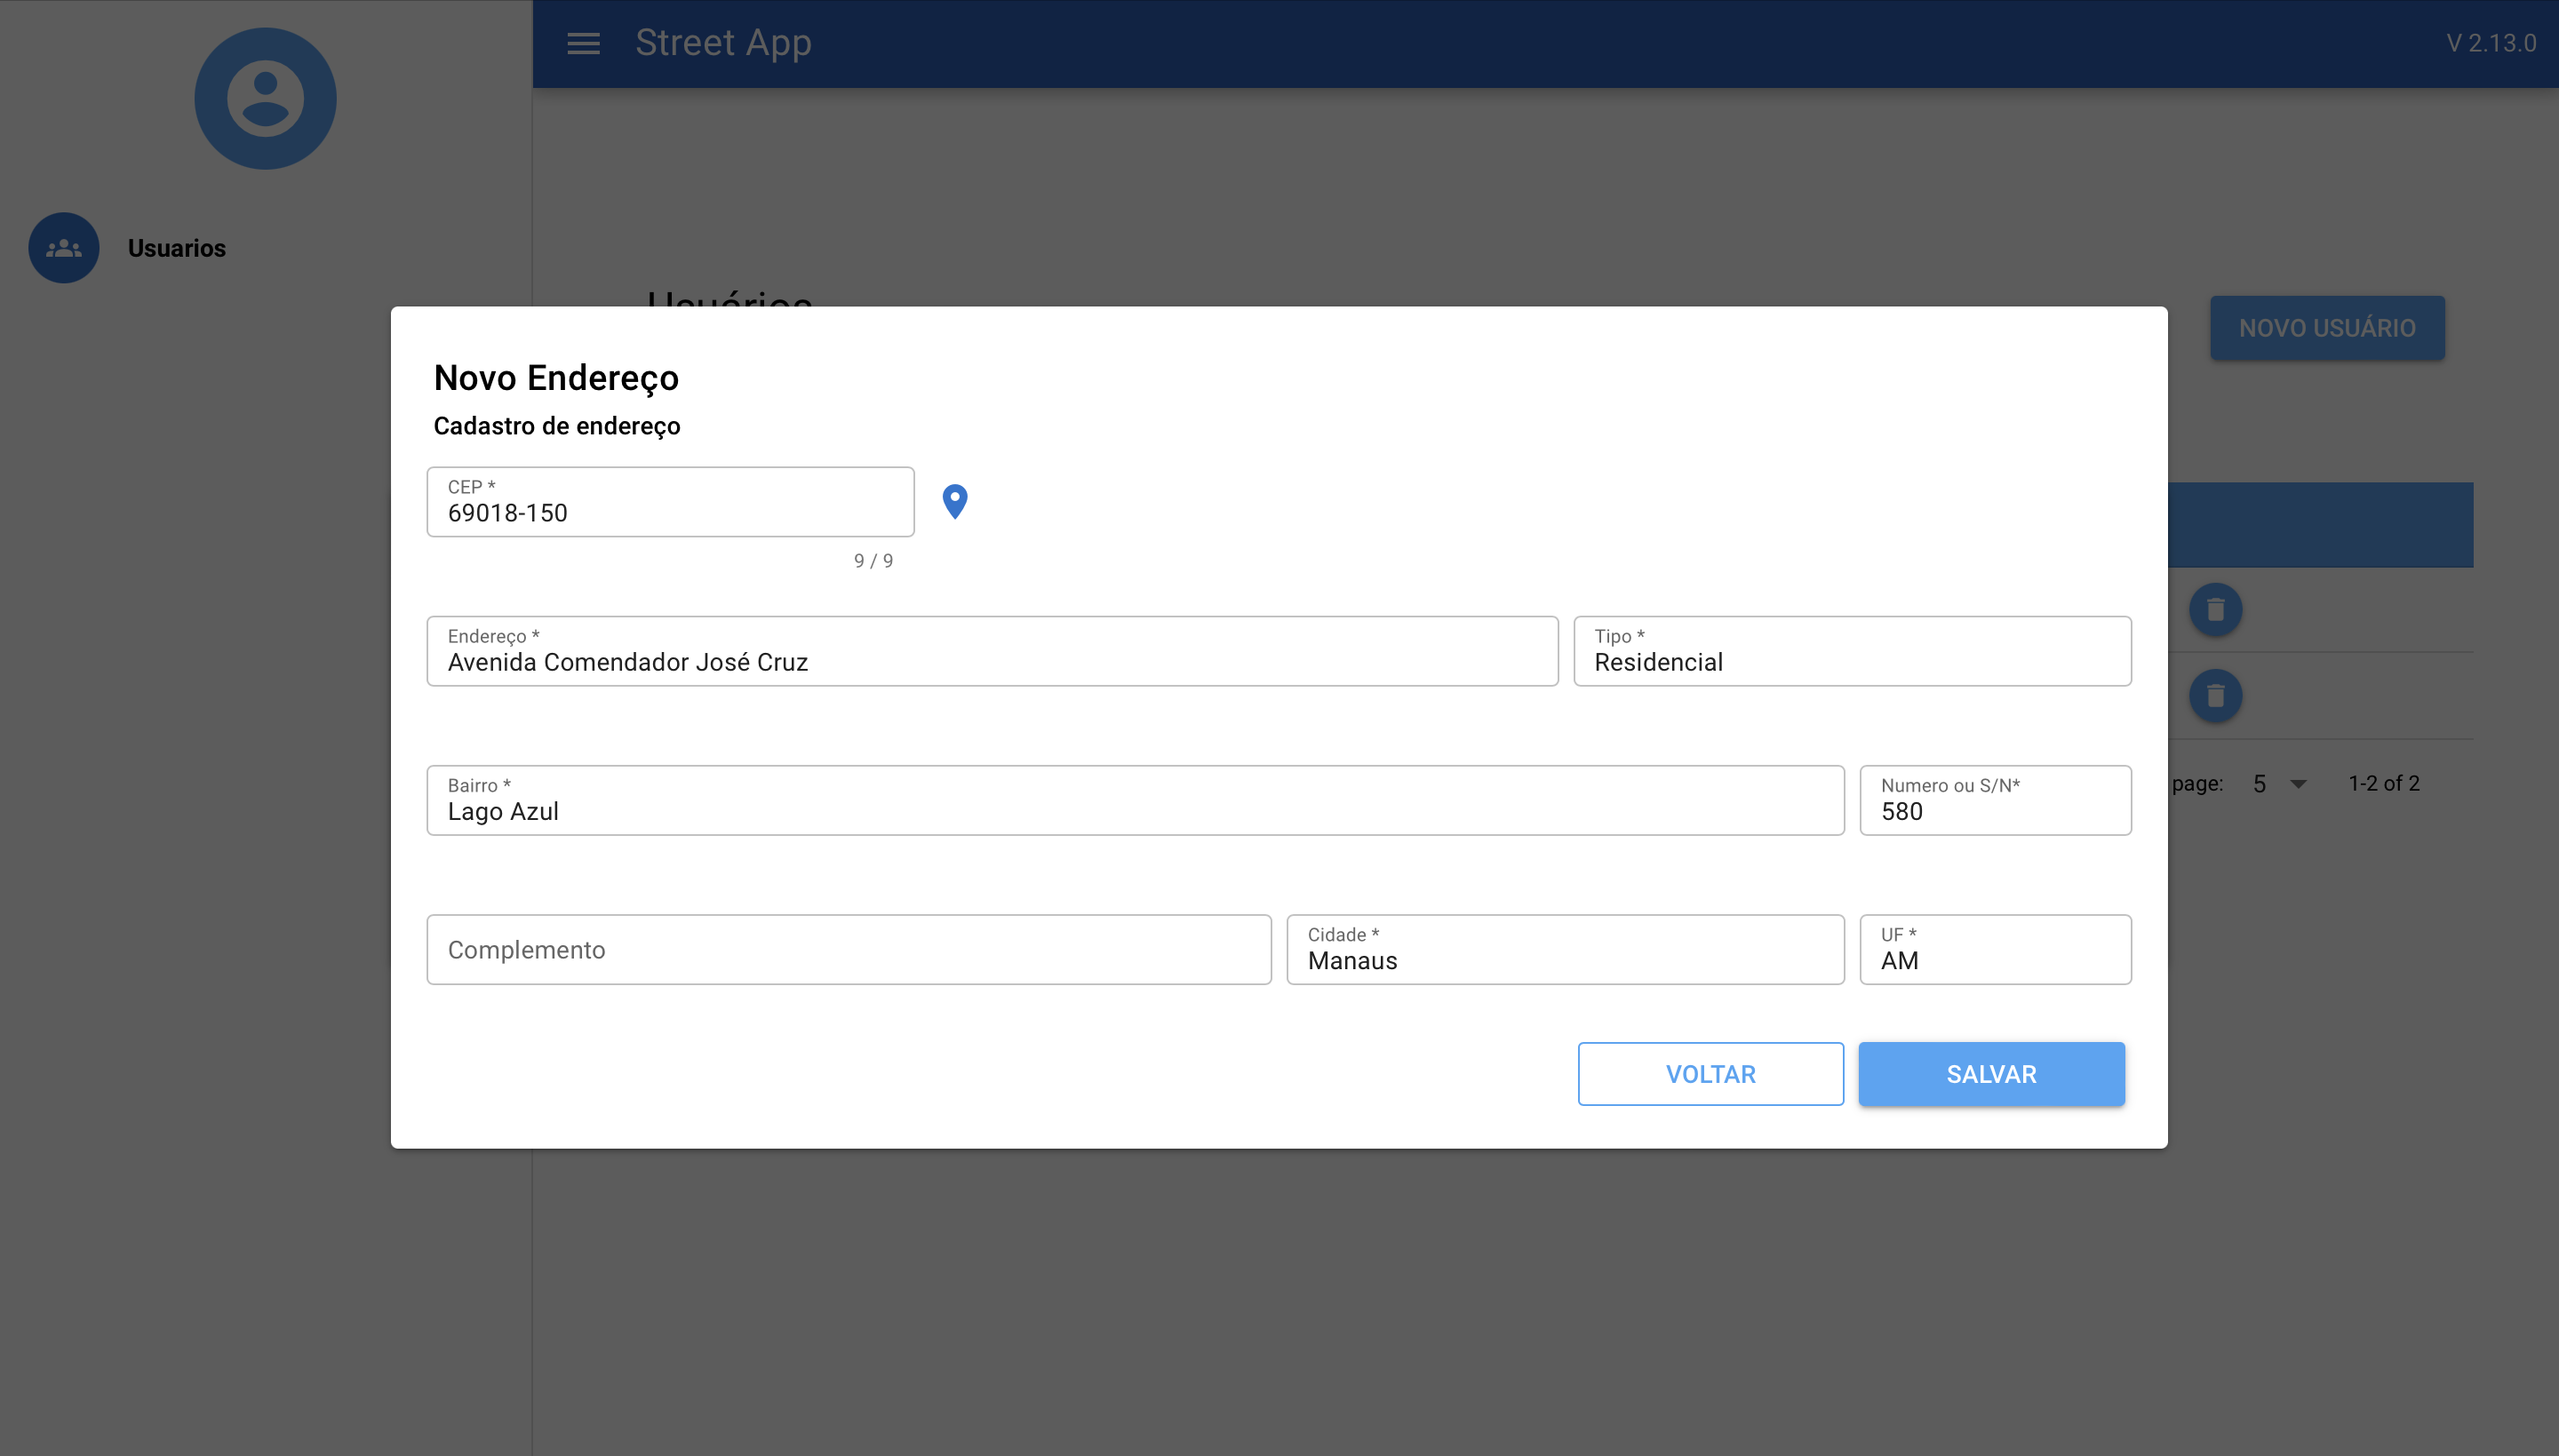 Street App
V 2.13.0
Usuarios
Usuários
NOVO USUÁRIO
Novo Endereço
Cadastro de endereço
CEP *
69018-150
9 / 9
Endereço *
Avenida Comendador José Cruz
Tipo *
Residencial
Bairro *
Lago Azul
Numero ou S/N*
580
page: 5 1-2 of 2
Complemento
Cidade *
Manaus
UF *
AM
VOLTAR
SALVAR